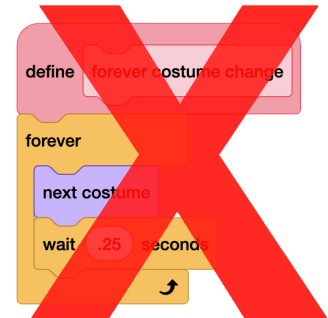 define forever costume change
forever
next costume
wait .25 seconds